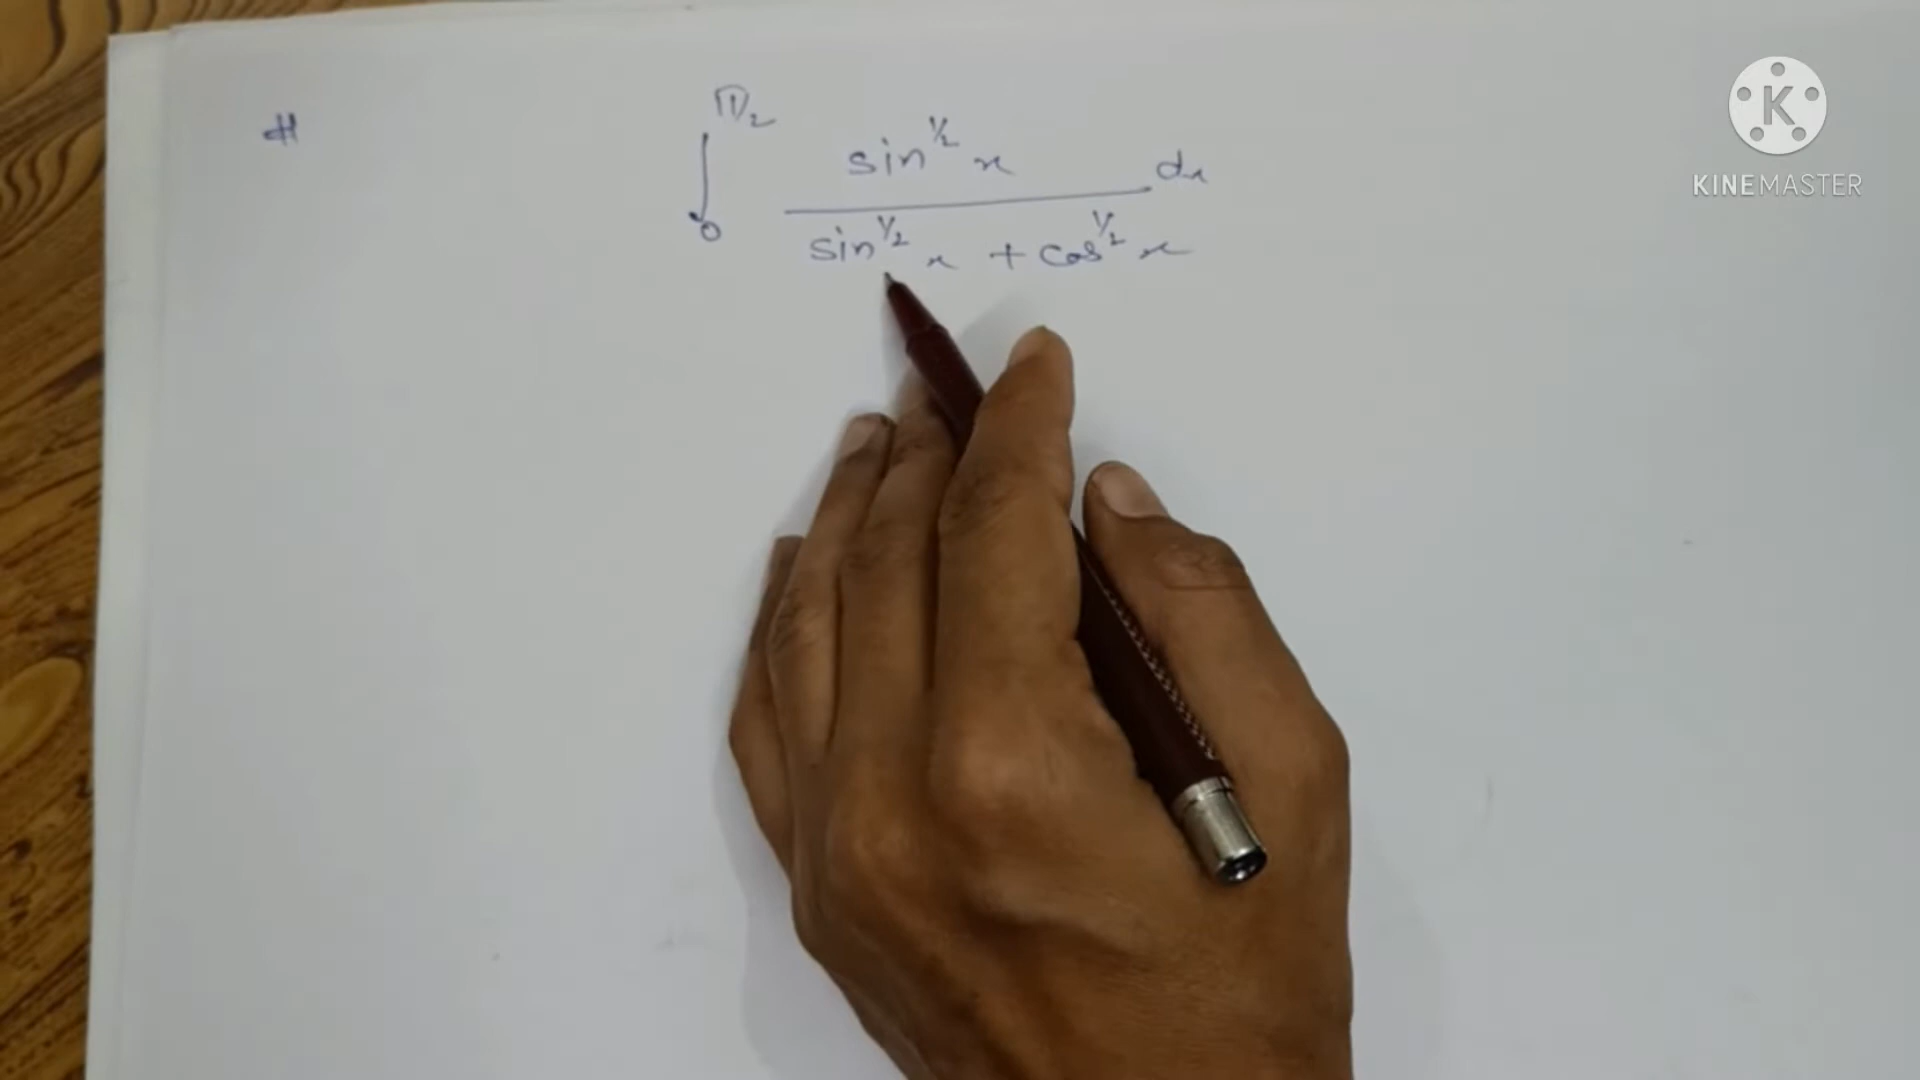 # ∫₀^π/2 sin^1/2 x / (sin^1/2 x + cos^1/2 x) dx
K
KINEMASTER